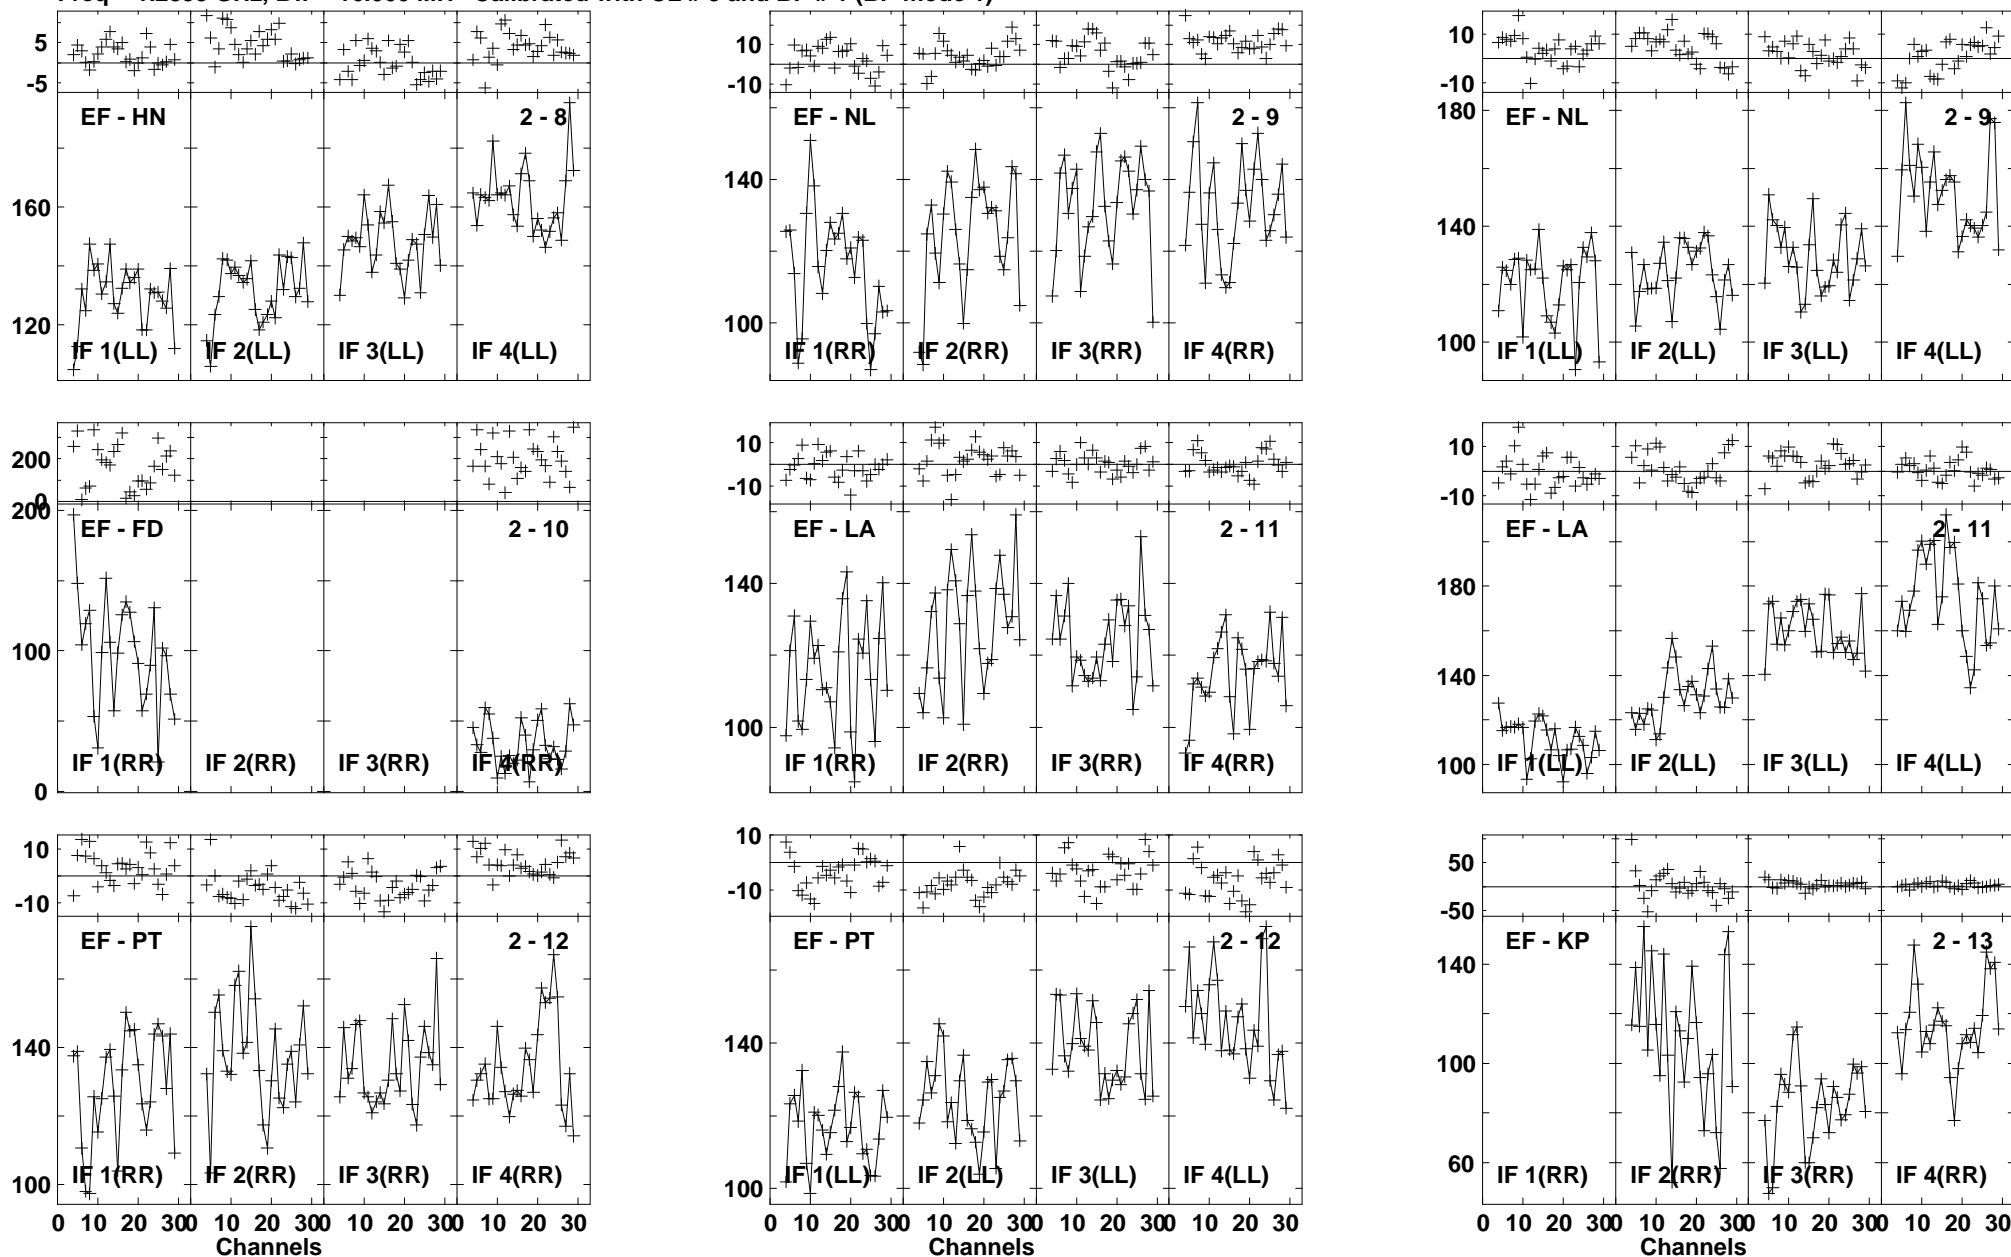 5
-5
10
-10
10
-10
EF - HN
2 - 8
EF - NL
2 - 9
EF - NL
2 - 9
160
120
140
100
180
140
100
IF 1(LL)
IF 2(LL)
IF 3(LL)
IF 4(LL)
IF 1(RR)
IF 2(RR)
IF 3(RR)
IF 4(RR)
IF 1(LL)
IF 2(LL)
IF 3(LL)
IF 4(LL)
200
0
10
-10
10
-10
EF - FD
2 - 10
EF - LA
2 - 11
EF - LA
2 - 11
200
150
100
50
0
140
100
180
140
100
IF 1(RR)
IF 2(RR)
IF 3(RR)
IF 4(RR)
IF 1(RR)
IF 2(RR)
IF 3(RR)
IF 4(RR)
IF 1(LL)
IF 2(LL)
IF 3(LL)
IF 4(LL)
10
-10
10
-10
50
-50
EF - PT
2 - 12
EF - PT
2 - 12
EF - KP
2 - 13
140
100
140
100
140
100
60
IF 1(RR)
IF 2(RR)
IF 3(RR)
IF 4(RR)
IF 1(LL)
IF 2(LL)
IF 3(LL)
IF 4(LL)
IF 1(RR)
IF 2(RR)
IF 3(RR)
IF 4(RR)
0 10 20 30 0 10 20 30 0 10 20 30 0 10 20 30
0 10 20 30 0 10 20 30 0 10 20 30 0 10 20 30
0 10 20 30 0 10 20 30 0 10 20 30 0 10 20 30
Channels
Channels
Channels